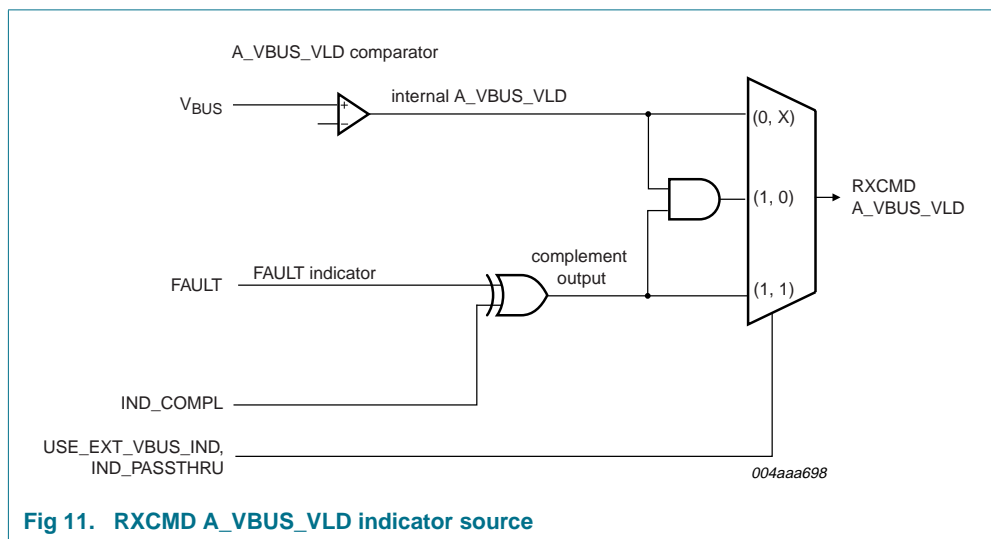 A_VBUS_VLD comparator
VBUS
+
−
internal A_VBUS_VLD
(0, X)
(1, 0)
RXCMD
A_VBUS_VLD
complement
output
FAULT
FAULT indicator
(1, 1)
IND_COMPL
USE_EXT_VBUS_IND,
IND_PASSTHRU
004aaa698
Fig 11. RXCMD A_VBUS_VLD indicator source